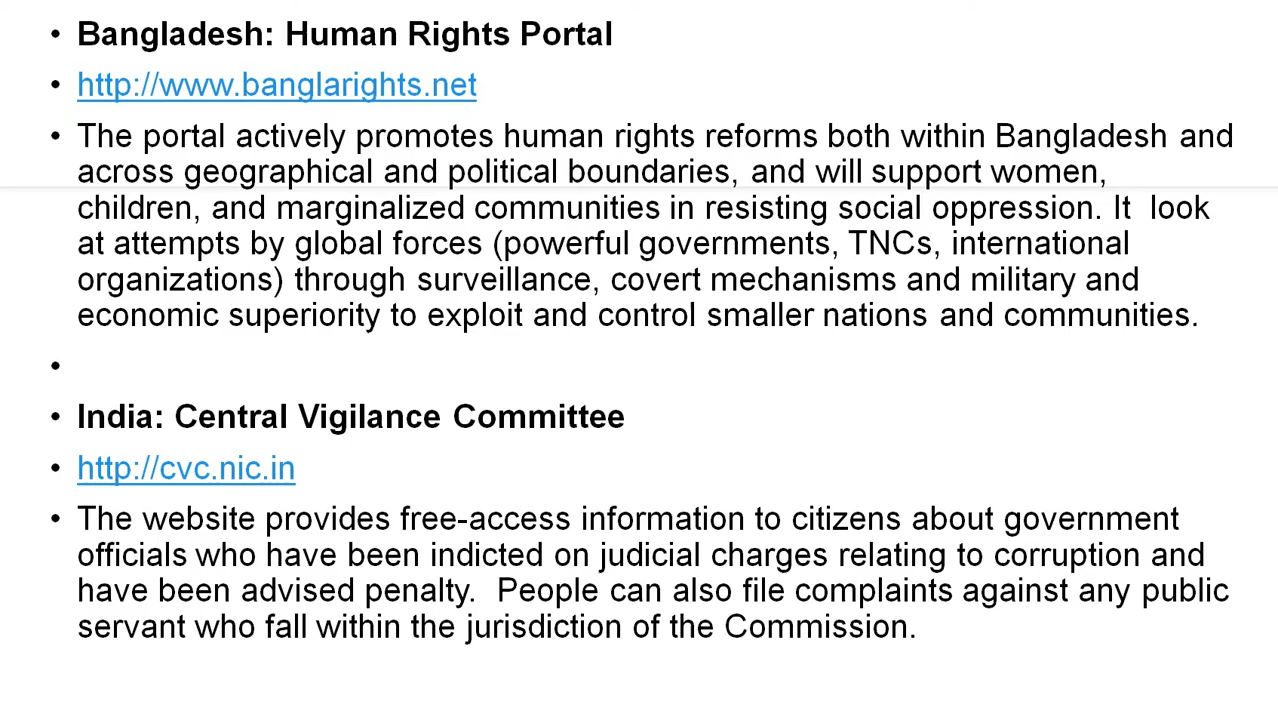 • Bangladesh: Human Rights Portal
• http://www.banglarights.net
• The portal actively promotes human rights reforms both within Bangladesh and
across geographical and political boundaries, and will support women,
children, and marginalized communities in resisting social oppression. It  look
at attempts by global forces (powerful governments, TNCs, international
organizations) through surveillance, covert mechanisms and military and
economic superiority to exploit and control smaller nations and communities.
•
• India: Central Vigilance Committee
• http://cvc.nic.in
• The website provides free-access information to citizens about government
officials who have been indicted on judicial charges relating to corruption and
have been advised penalty.  People can also file complaints against any public
servant who fall within the jurisdiction of the Commission.